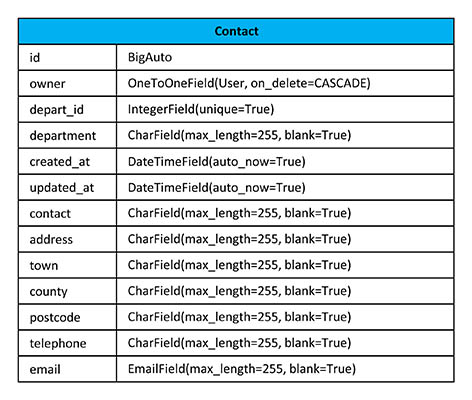 Contact
id BigAuto
owner OneToOneField(User, on_delete=CASCADE)
depart_id IntegerField(unique=True)
department CharField(max_length=255, blank=True)
created_at DateTimeField(auto_now=True)
updated_at DateTimeField(auto_now=True)
contact CharField(max_length=255, blank=True)
address CharField(max_length=255, blank=True)
town CharField(max_length=255, blank=True)
county CharField(max_length=255, blank=True)
postcode CharField(max_length=255, blank=True)
telephone CharField(max_length=255, blank=True)
email EmailField(max_length=255, blank=True)